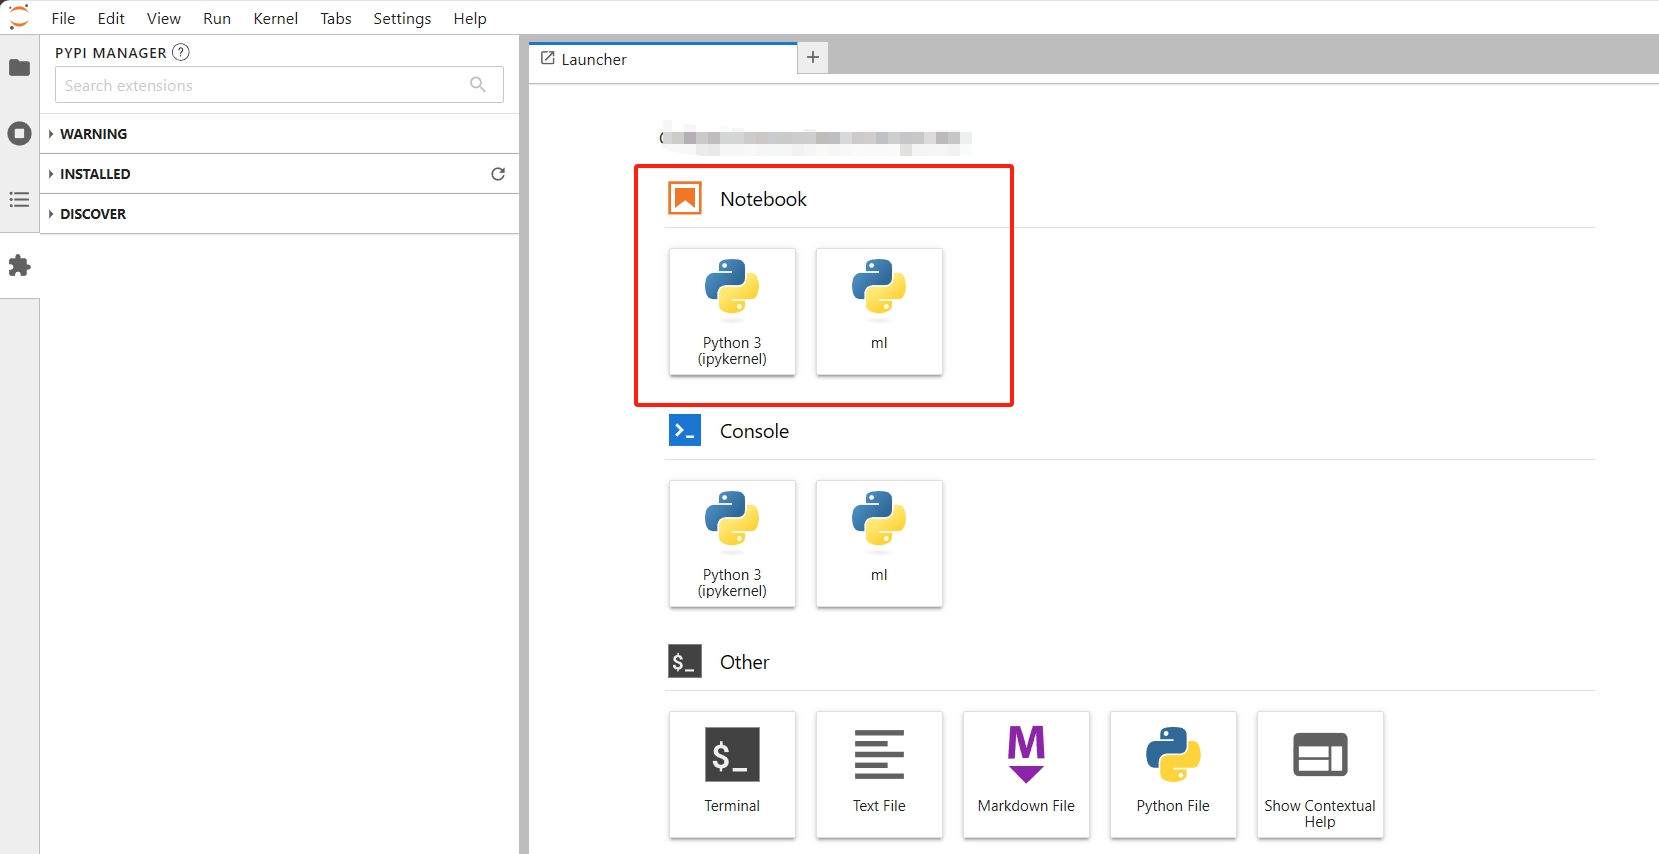 File Edit View Run Kernel Tabs Settings Help
PYPI MANAGER ?
Search extensions
WARNING
INSTALLED
DISCOVER
Launcher
Notebook
Python 3
(ipykernel)
ml
Console
Python 3
(ipykernel)
ml
$_ Other
$_
Terminal
Text File
M
Markdown File
Python File
Show Contextual
Help